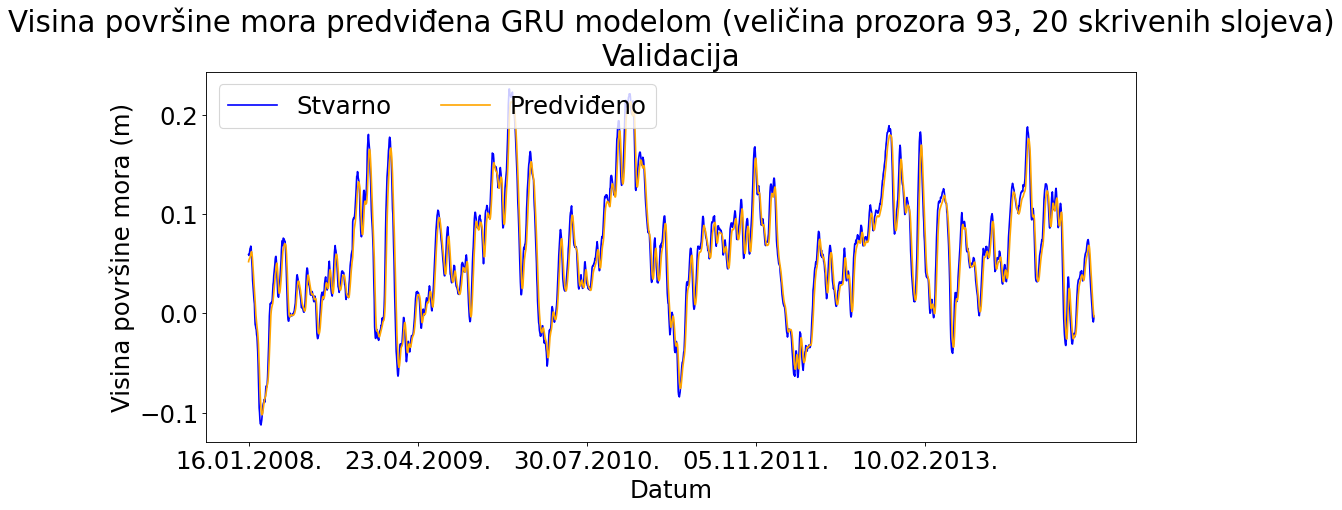 Visina površine mora predviđena GRU modelom (veličina prozora 93, 20 skrivenih slojeva)
Validacija
Stvarno
Predviđeno
Visina površine mora (m)
0.2
0.1
0.0
−0.1
16.01.2008.
23.04.2009.
30.07.2010.
05.11.2011.
10.02.2013.
Datum